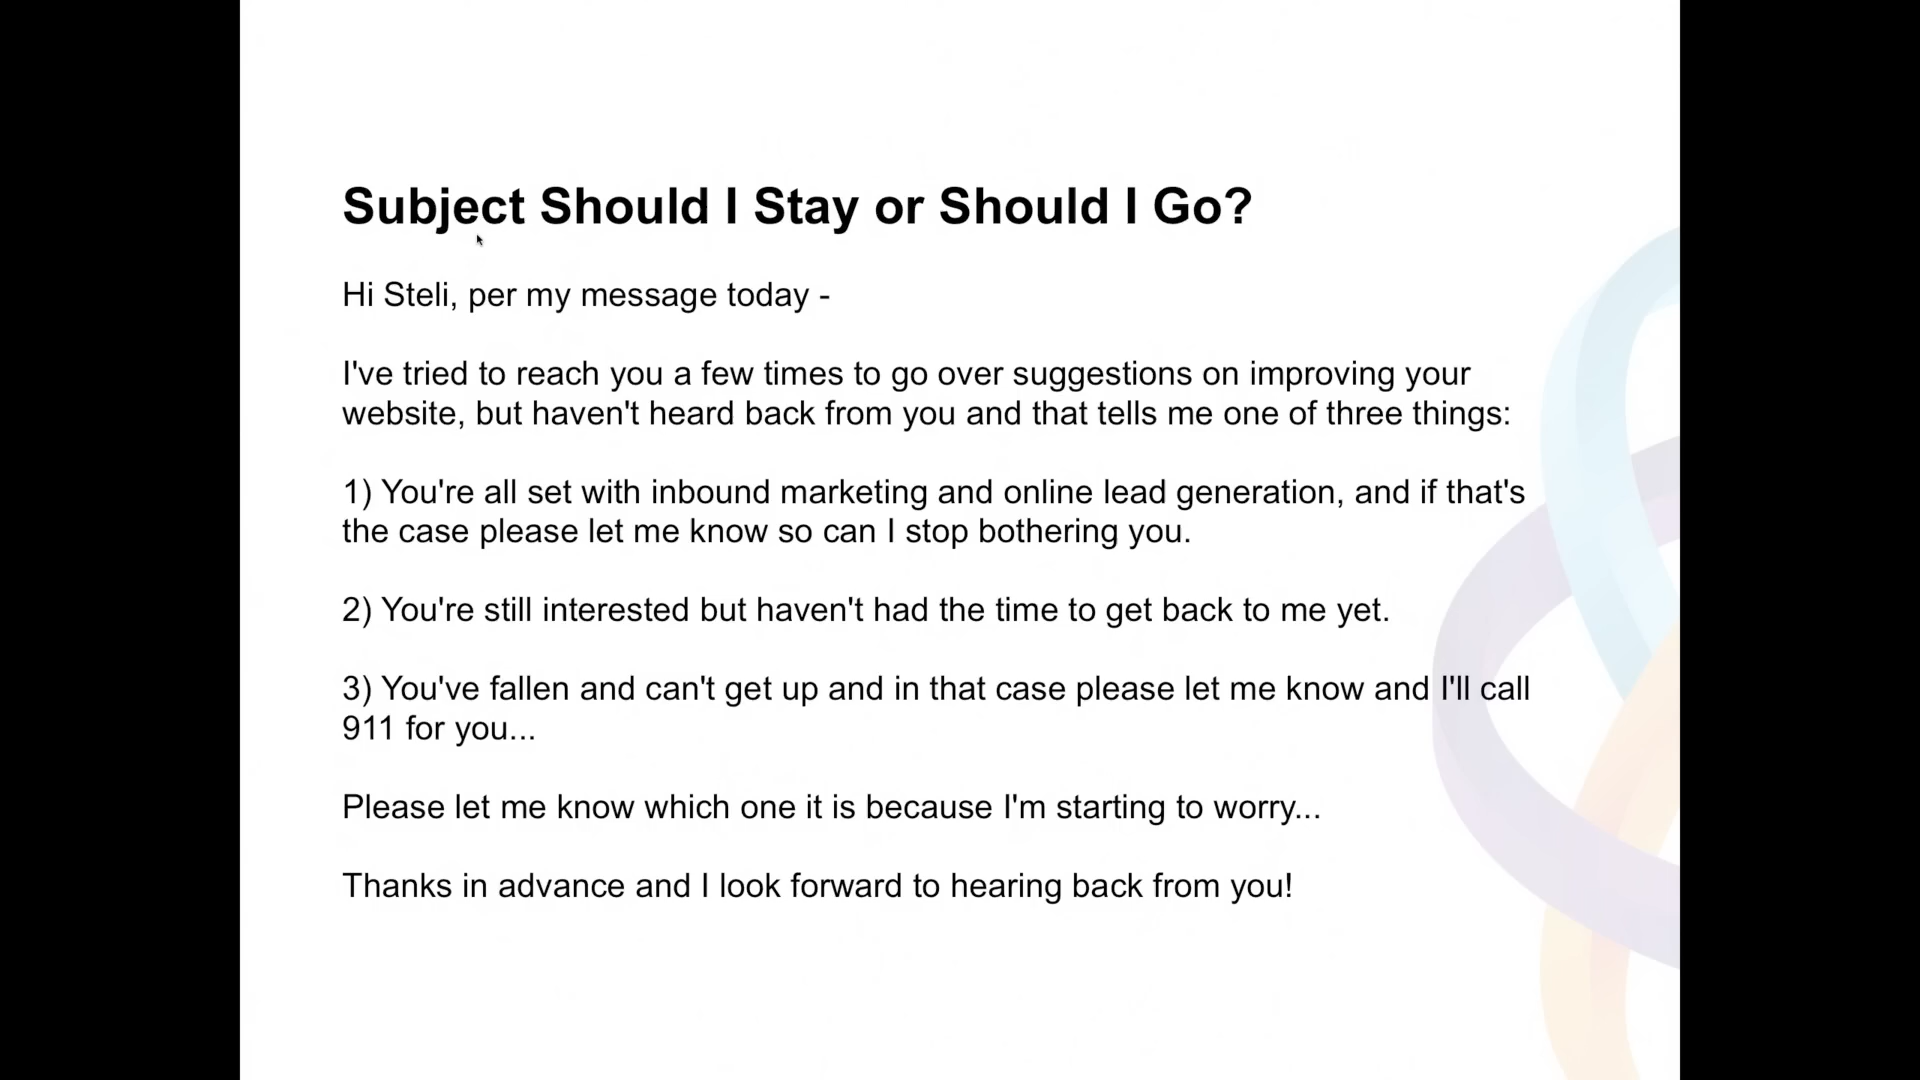 Subject Should I Stay or Should I Go?
Hi Steli, per my message today -
I've tried to reach you a few times to go over suggestions on improving your
website, but haven't heard back from you and that tells me one of three things:
1) You're all set with inbound marketing and online lead generation, and if that's
the case please let me know so can I stop bothering you.
2) You're still interested but haven't had the time to get back to me yet.
3) You've fallen and can't get up and in that case please let me know and I'll call
911 for you...
Please let me know which one it is because I'm starting to worry...
Thanks in advance and I look forward to hearing back from you!